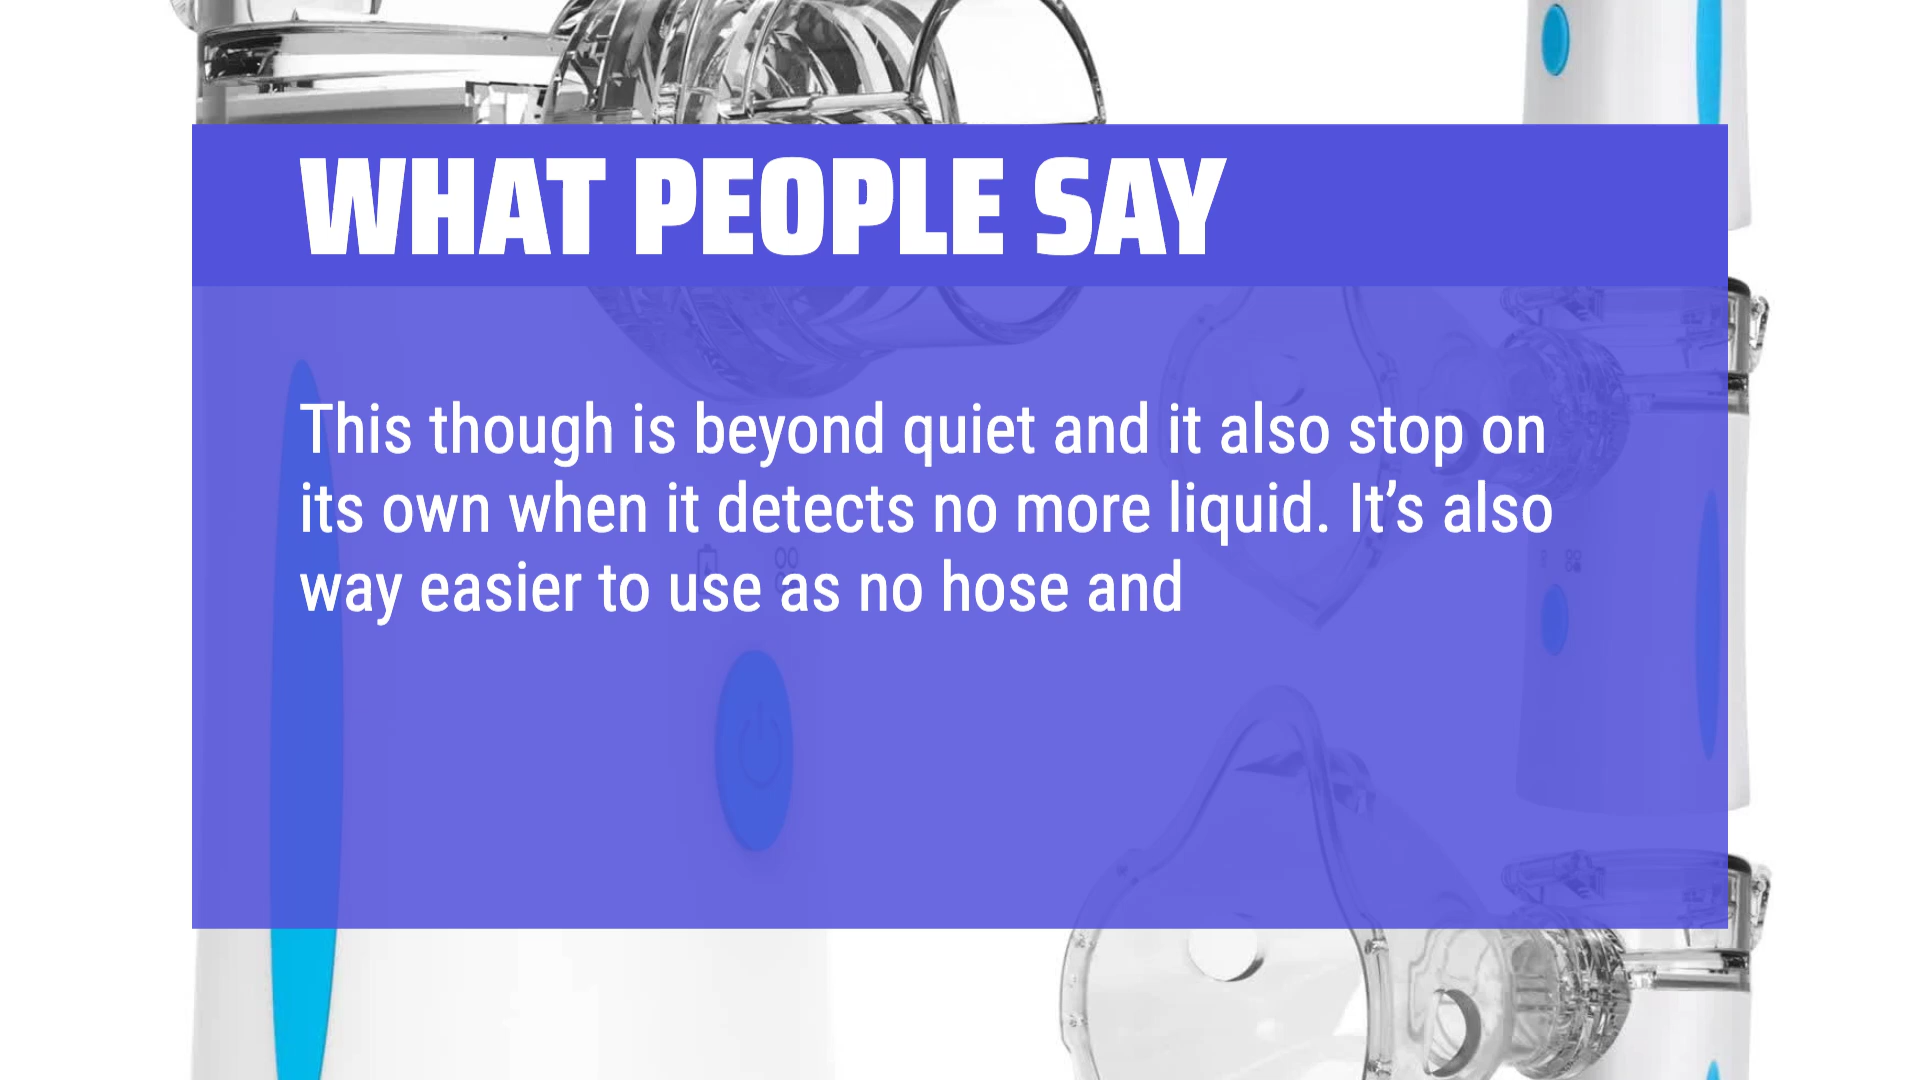 WHAT PEOPLE SAY
This though is beyond quiet and it also stop on
its own when it detects no more liquid. It’s also
way easier to use as no hose and